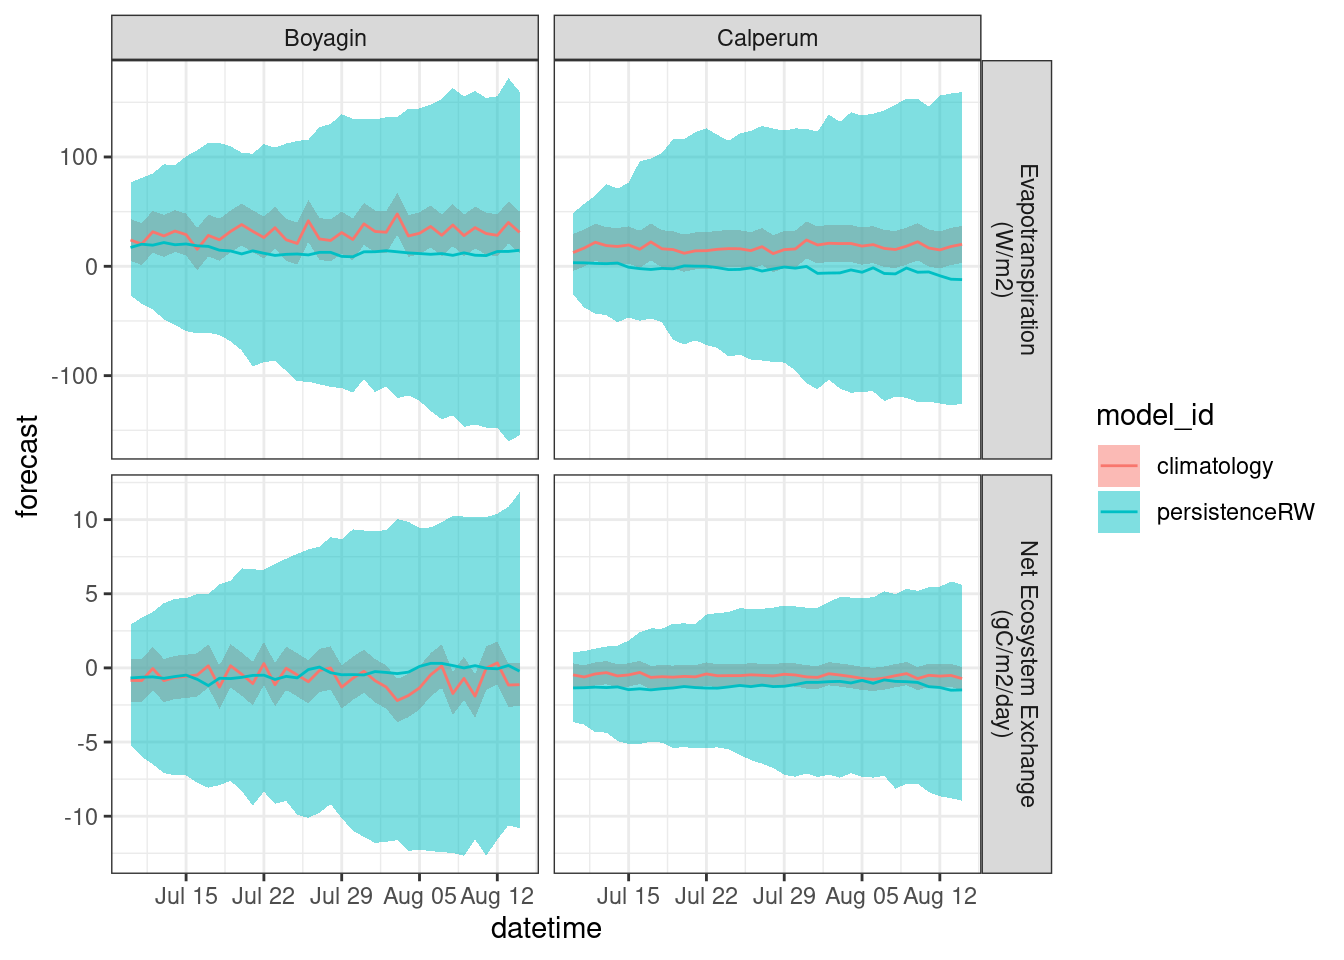 Boyagin
Calperum
100
0
-100
Evapotranspiration
(W/m2)
10
5
0
-5
-10
Net Ecosystem Exchange
(gC/m2/day)
Jul 15
Jul 22
Jul 29
Aug 05
Aug 12
Jul 15
Jul 22
Jul 29
Aug 05
Aug 12
datetime
forecast
model_id
climatology
persistenceRW